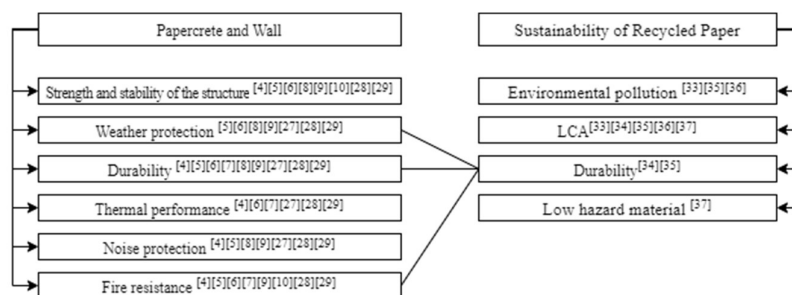 Papercrete and Wall
Strength and stability of the structure [4][5][6][8][9][10][28][29]
Weather protection [5][6][8][9][27][28][29]
Durability [4][5][6][7][8][9][27][28][29]
Thermal performance [4][6][7][27][28][29]
Noise protection [4][5][8][9][27][28][29]
Fire resistance [4][5][6][7][9][10][28][29]
Sustainability of Recycled Paper
Environmental pollution [33][35][36]
LCA[33][34][35][36][37]
Durability[34][35]
Low hazard material [37]